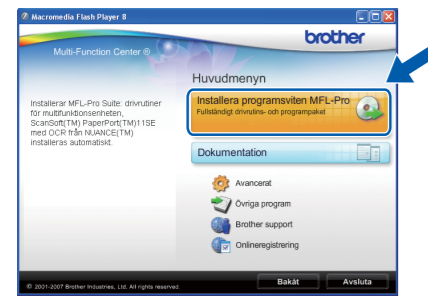 Macromedia Flash Player 8
brother
Multi-Function Center ®
Huvudmenyn
Installerar MFL-Pro Suite: drivrutiner
för multifunktionsenheten,
ScanSoft(TM) PaperPort(TM)11SE
med OCR från NUANCE(TM)
installeras automatiskt.
Installera programsviten MFL-Pro
Fullständigt drivrutins- och programpaket
Dokumentation
Avancerat
Övriga program
Brother support
Onlineregistrering
© 2001-2007 Brother Industries, Ltd. All rights reserved.
Bakåt
Avsluta